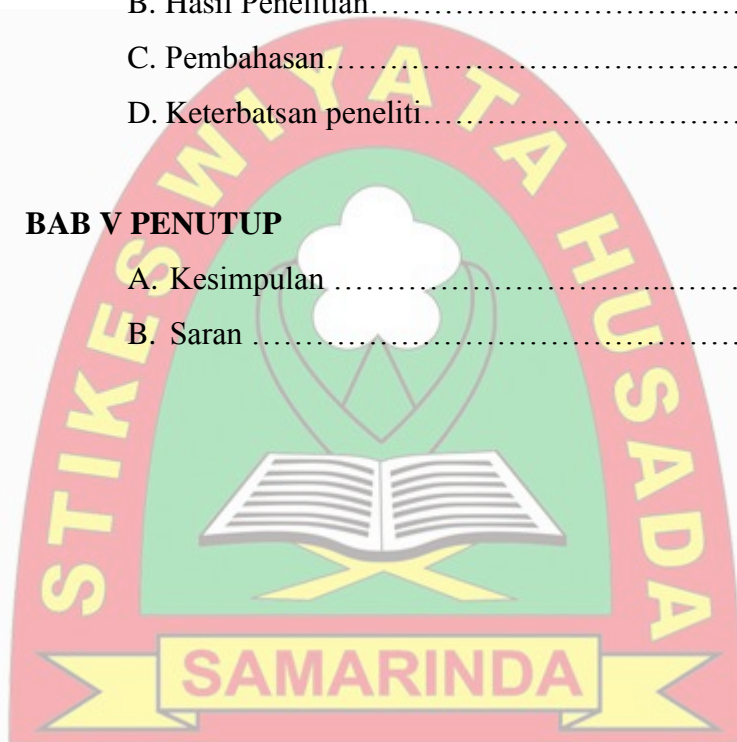 B. Hasil Penelitian……………………………………
C. Pembahasan…………………………………………
D. Keterbatsan peneliti………………………………
BAB V PENUTUP
A. Kesimpulan ……………………………………………
B. Saran ……………………………………………………
STIKES WIYATA HUSADA
SAMARINDA